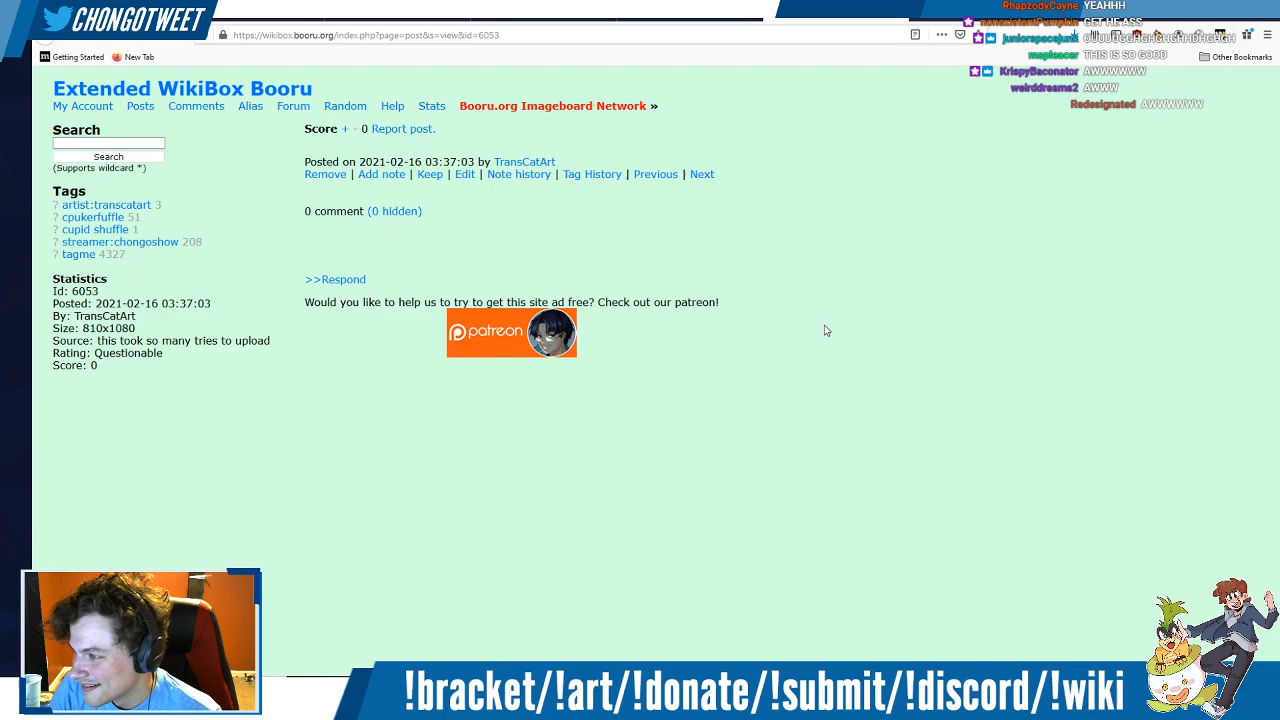 CHONGOTWEET
https://wikibox.booru.org/index.php?page=post&s=view&id=6053
Getting Started
New Tab
Other Bookmarks
RhapzodyCayne YEAHHH
nonexistentPumpkin GET HE ASS
juniorspacejunk OUUUGGHGHGHGHHDHGHGH
mapleacer THIS IS SO GOOD
KrispyBaconator AWWWWWW
weirddreams2 AWWW
Redesignated AWWWWWW
Extended WikiBox Booru
My Account Posts Comments Alias Forum Random Help Stats Booru.org Imageboard Network »
Search
Search
(Supports wildcard *)
Tags
? artist:transcatart 3
? cpukerfuffle 51
? cupid shuffle 1
? streamer:chongoshow 208
? tagme 4327
Statistics
Id: 6053
Posted: 2021-02-16 03:37:03
By: TransCatArt
Size: 810x1080
Source: this took so many tries to upload
Rating: Questionable
Score: 0
Score + - 0 Report post.
Posted on 2021-02-16 03:37:03 by TransCatArt
Remove | Add note | Keep | Edit | Note history | Tag History | Previous | Next
0 comment (0 hidden)
>>Respond
Would you like to help us to try to get this site ad free? Check out our patreon!
patreon
!bracket/!art/!donate/!submit/!discord/!wiki